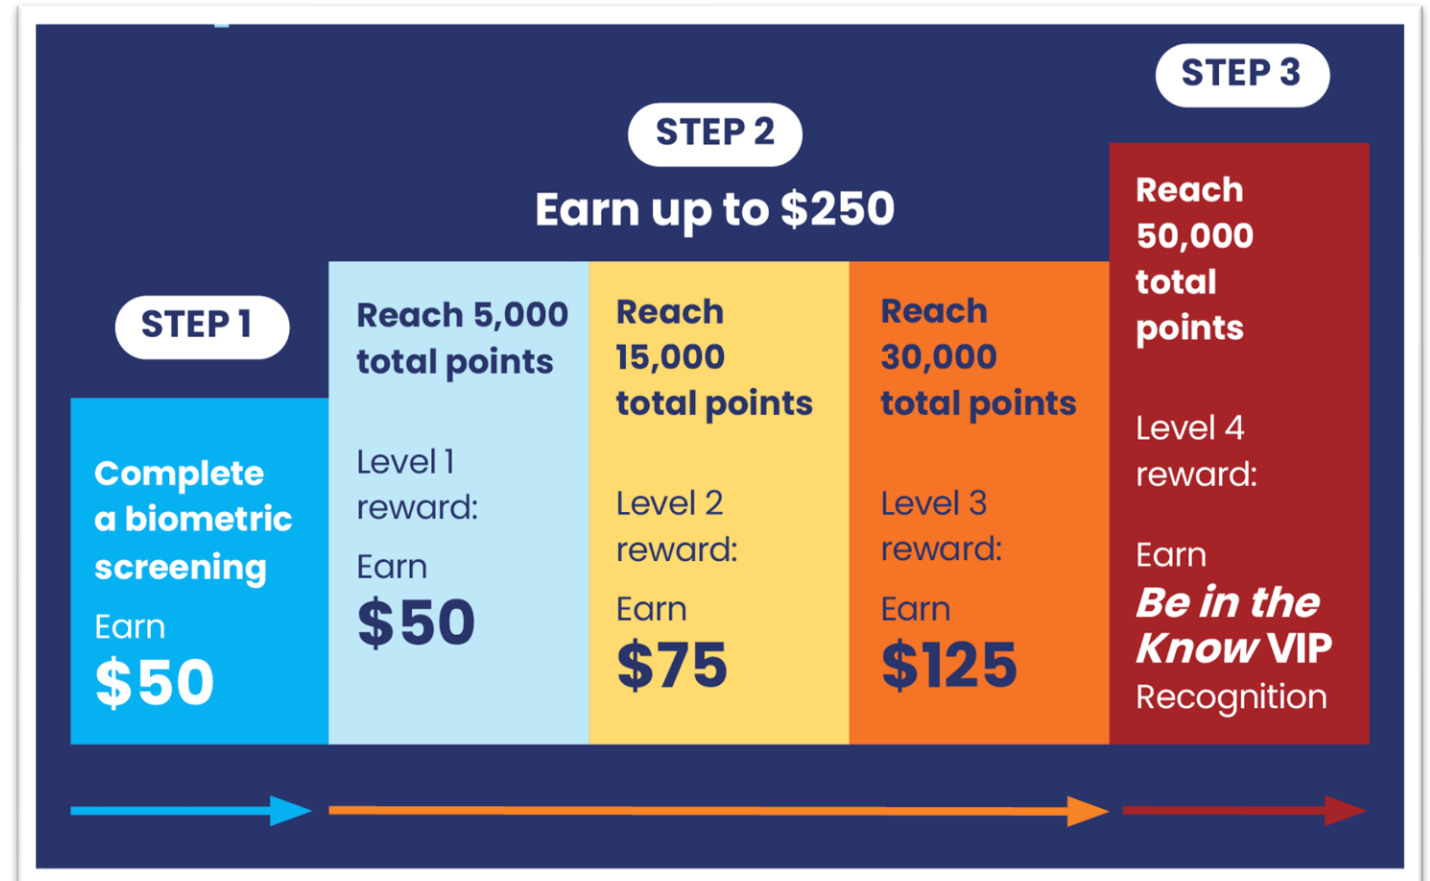 STEP 1
Complete
a biometric
screening
Earn
$50
STEP 2
Earn up to $250
Reach 5,000
total points
Level 1
reward:
Earn
$50
Reach
15,000
total points
Level 2
reward:
Earn
$75
Reach
30,000
total points
Level 3
reward:
Earn
$125
STEP 3
Reach
50,000
total
points
Level 4
reward:
Earn
Be in the
Know VIP
Recognition